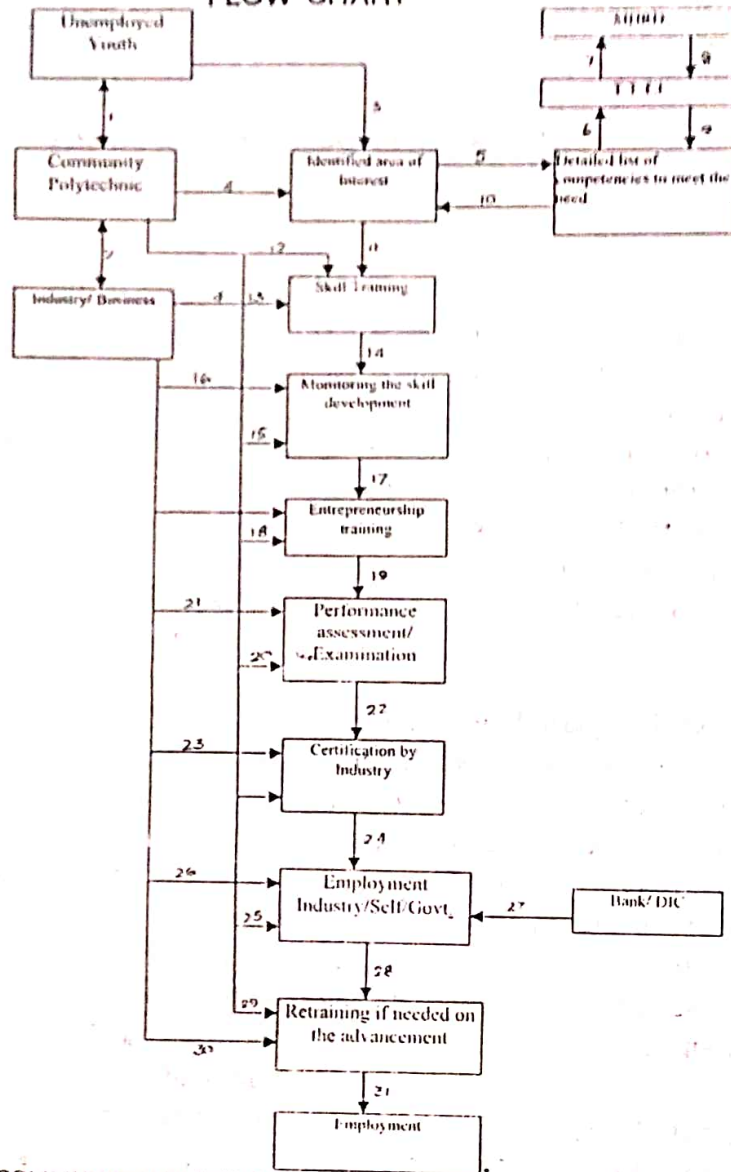 FLOW CHART
Unemployed
Youth
7
8
1
3
6
9
Community
Polytechnic
Identified area of
Interest
5
Detailed list of
competencies to meet the
need
4
10
2
12
11
Industry/ Business
13
Skill Training
14
16
Monitoring the skill
development
15
17
Entrepreneurship
training
18
19
21
Performance
assessment/
Examination
20
22
23
Certification by
Industry
24
26
Employment
Industry/Self/Govt.
25
27
Bank/ DIC
28
29
Retraining if needed on
the advancement
30
31
Employment